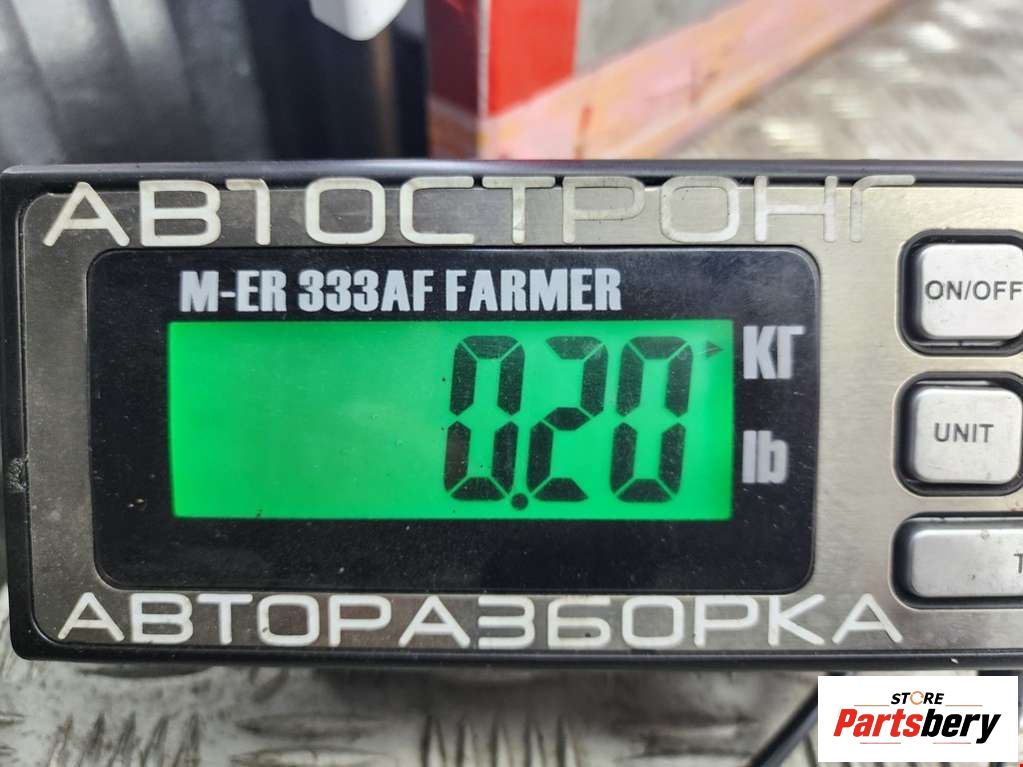 АВТОСТРОНГ
M-ER 333AF FARMER
0.20
КГ
lb
ON/OFF
UNIT
АВТОРАЗБОРКА
STORE
Partsbery